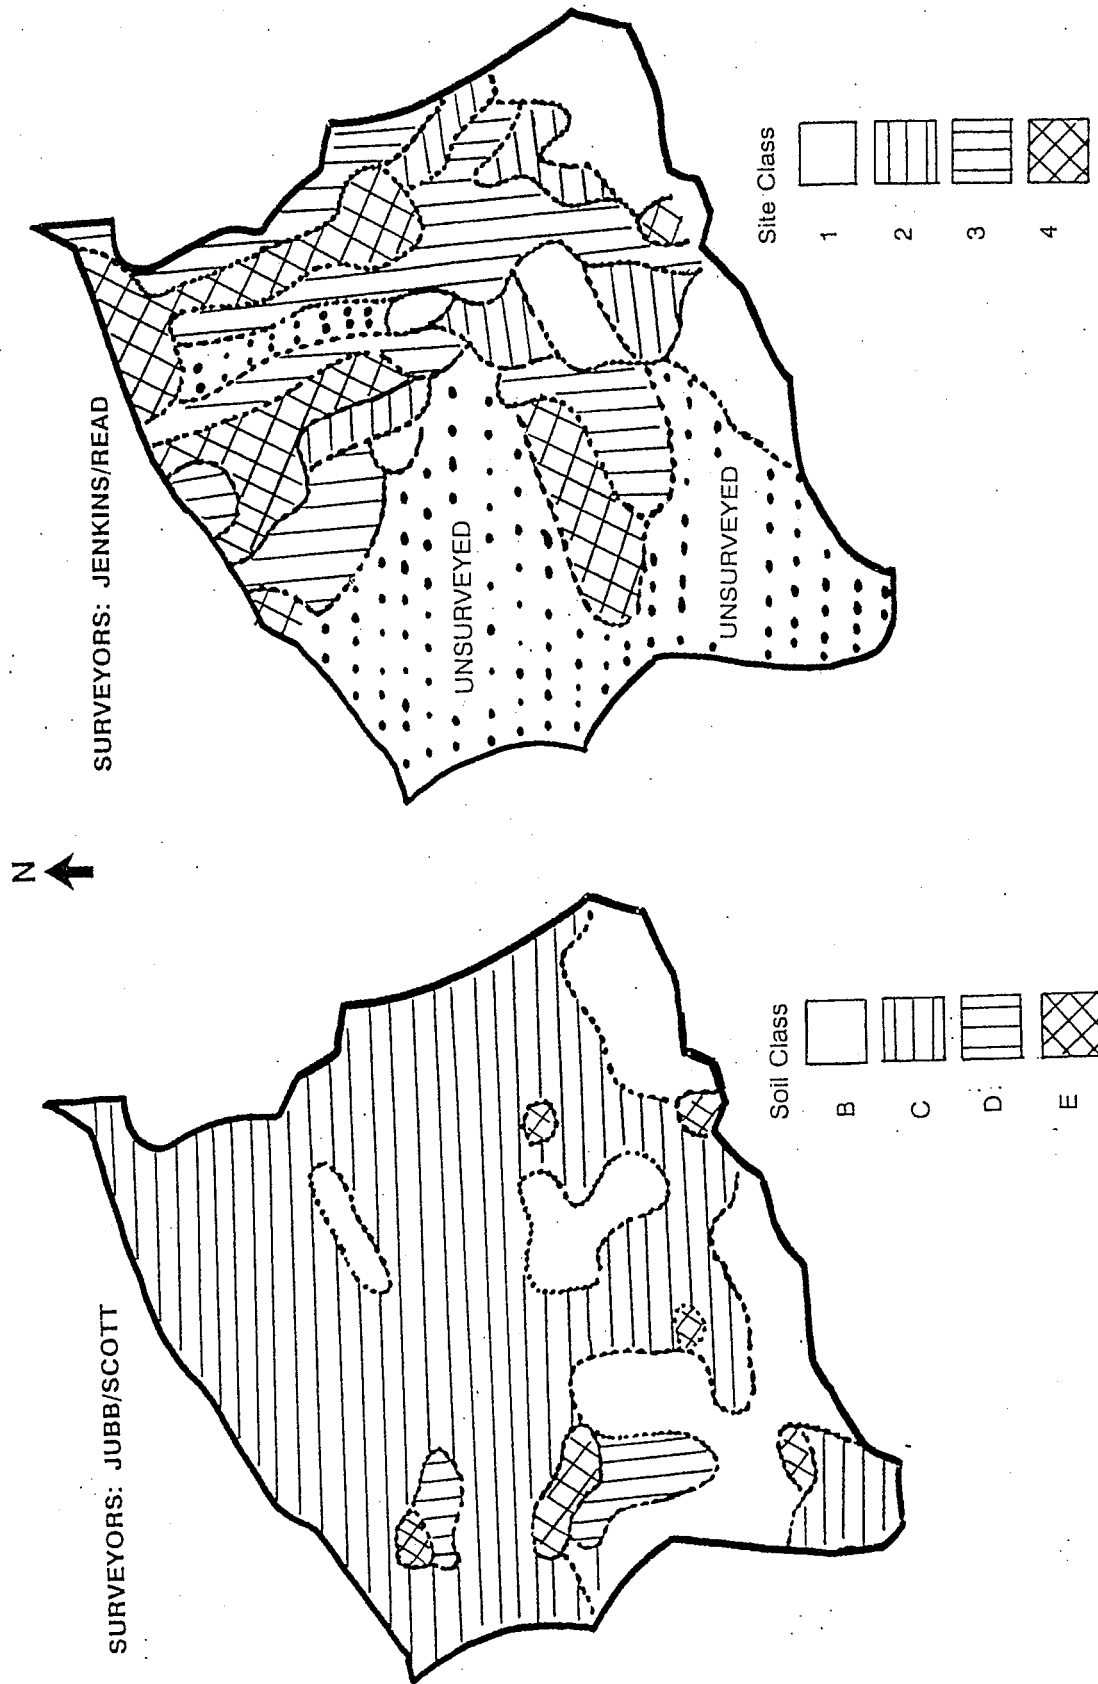 SURVEYORS: JUBB/SCOTT
N
SURVEYORS: JENKINS/READ
UNSURVEYED
UNSURVEYED
Soil Class
B
C
D:
E
Site Class
1
2
3
4